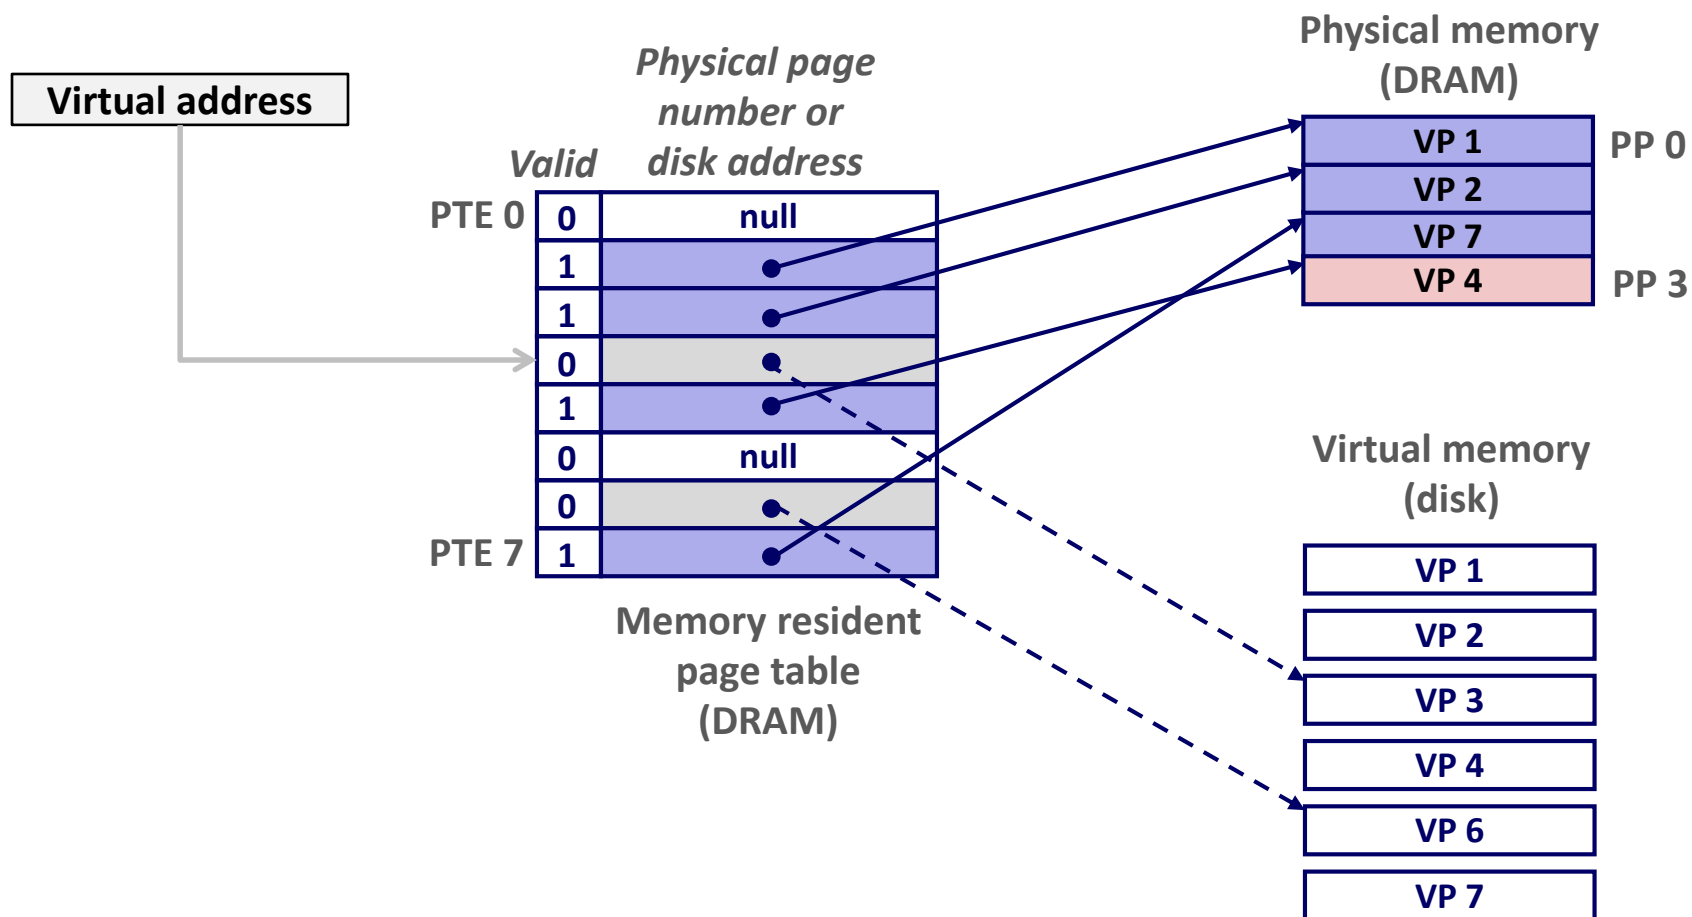 Physical memory
(DRAM)
Virtual address
Physical page
number or
disk address
Valid
PTE 0
0
null
1
1
0
1
0
null
0
PTE 7
1
Memory resident
page table
(DRAM)
VP 1
PP 0
VP 2
VP 7
VP 4
PP 3
Virtual memory
(disk)
VP 1
VP 2
VP 3
VP 4
VP 6
VP 7